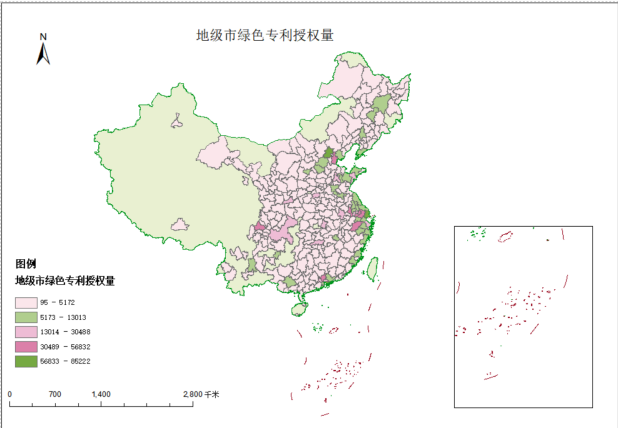 地级市绿色专利授权量
N
图例
地级市绿色专利授权量
95 - 5172
5173 - 13013
13014 - 30488
30489 - 56832
56833 - 85222
0 700 1,400 2,800 千米